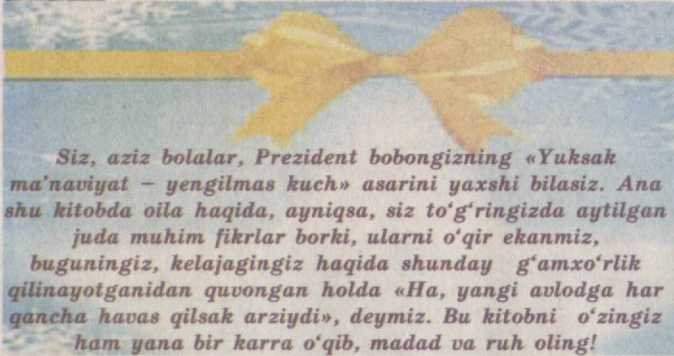 Siz, aziz bolalar, Prezident bobongizning «Yuksak
ma’naviyat – yengilmas kuch» asarini yaxshi bilasiz. Ana
shu kitobda oila haqida, ayniqsa, siz to‘g‘ringizda aytilgan
juda muhim fikrlar borki, ularni o‘qir ekanmiz,
buguningiz, kelajagingiz haqida shunday g‘amxo‘rlik
qilinayotganidan quvongan holda «Ha, yangi avlodga har
qancha havas qilsak arziydi», deymiz. Bu kitobni o‘zingiz
ham yana bir karra o‘qib, madad va ruh oling!